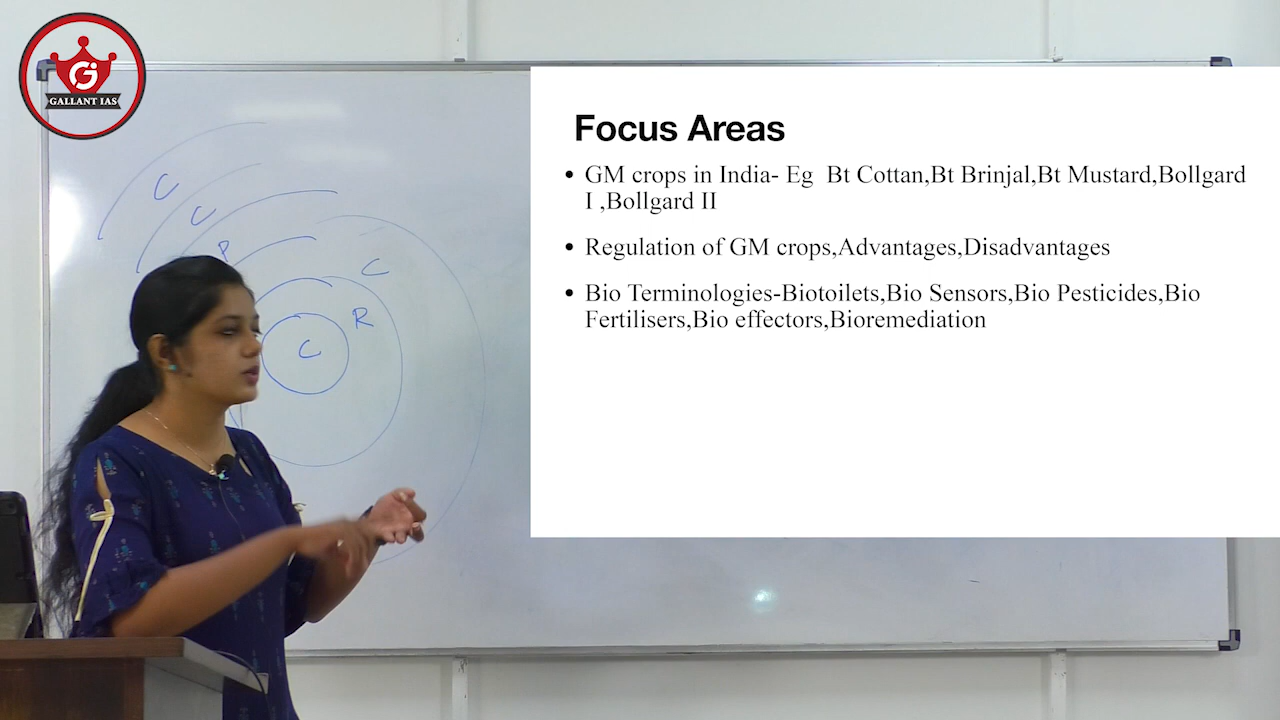 GALLANT IAS
Focus Areas
• GM crops in India- Eg Bt Cottan,Bt Brinjal,Bt Mustard,Bollgard
I ,Bollgard II
• Regulation of GM crops,Advantages,Disadvantages
• Bio Terminologies-Biotoilets,Bio Sensors,Bio Pesticides,Bio
Fertilisers,Bio effectors,Bioremediation
C
R
C